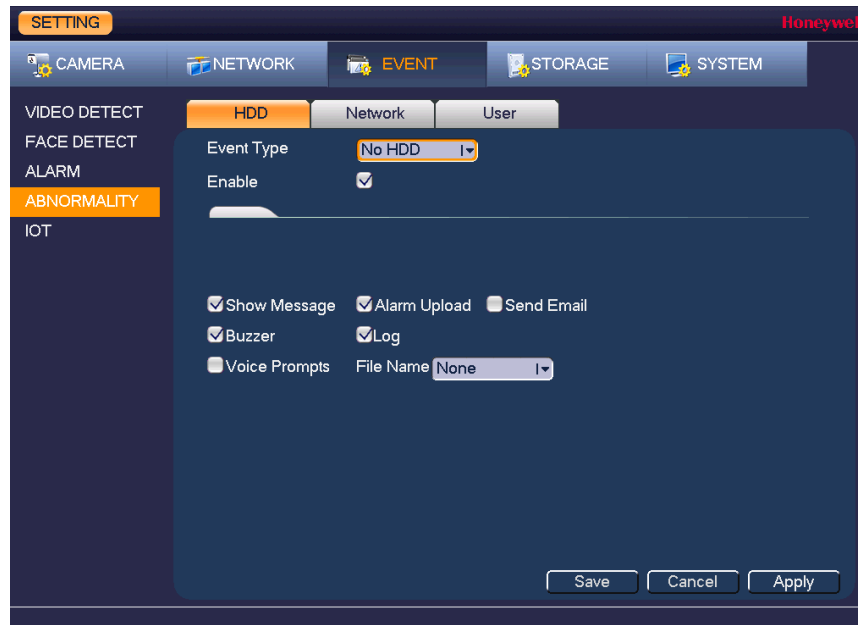 SETTING
Honeywel
CAMERA NETWORK EVENT STORAGE SYSTEM
VIDEO DETECT
FACE DETECT
ALARM
ABNORMALITY
IOT
HDD Network User
Event Type No HDD
Enable
Show Message Alarm Upload Send Email
Buzzer Log
Voice Prompts File Name None
Save Cancel Apply